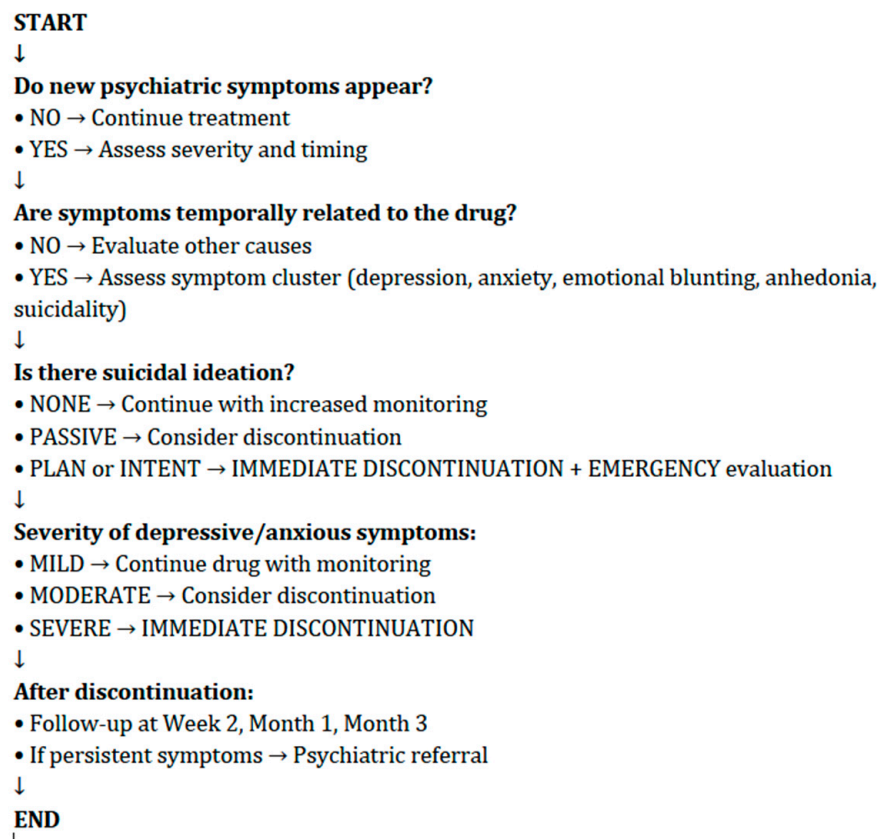 START
↓
Do new psychiatric symptoms appear?
• NO → Continue treatment
• YES → Assess severity and timing
↓
Are symptoms temporally related to the drug?
• NO → Evaluate other causes
• YES → Assess symptom cluster (depression, anxiety, emotional blunting, anhedonia,
suicidality)
↓
Is there suicidal ideation?
• NONE → Continue with increased monitoring
• PASSIVE → Consider discontinuation
• PLAN or INTENT → IMMEDIATE DISCONTINUATION + EMERGENCY evaluation
↓
Severity of depressive/anxious symptoms:
• MILD → Continue drug with monitoring
• MODERATE → Consider discontinuation
• SEVERE → IMMEDIATE DISCONTINUATION
↓
After discontinuation:
• Follow-up at Week 2, Month 1, Month 3
• If persistent symptoms → Psychiatric referral
↓
END